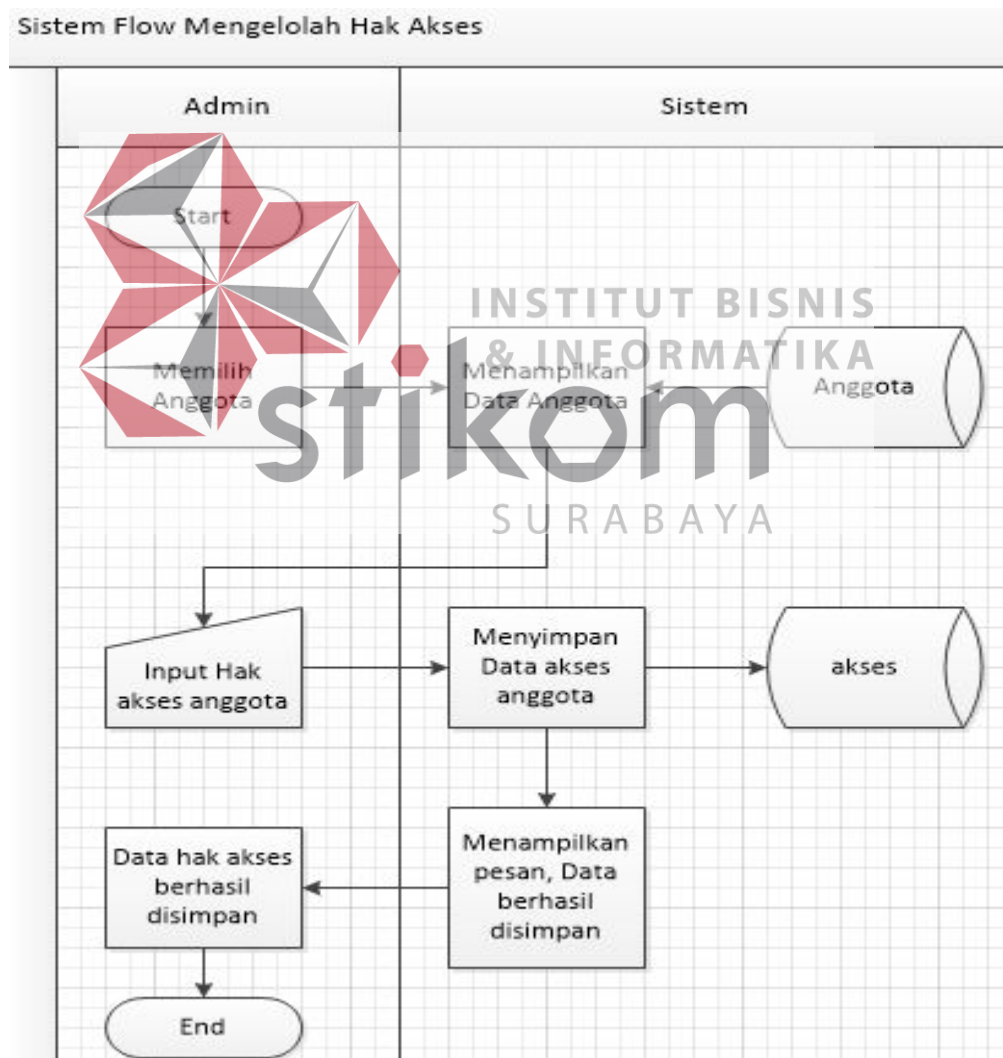 Sistem Flow Mengelolah Hak Akses
Admin
Sistem
Start
INSTITUT BISNIS
& INFORMATIKA
stikom
SURABAYA
Memilih
Anggota
Menampilkan
Data Anggota
Anggota
Input Hak
akses anggota
Menyimpan
Data akses
anggota
akses
Menampilkan
pesan, Data
berhasil
disimpan
Data hak akses
berhasil
disimpan
End